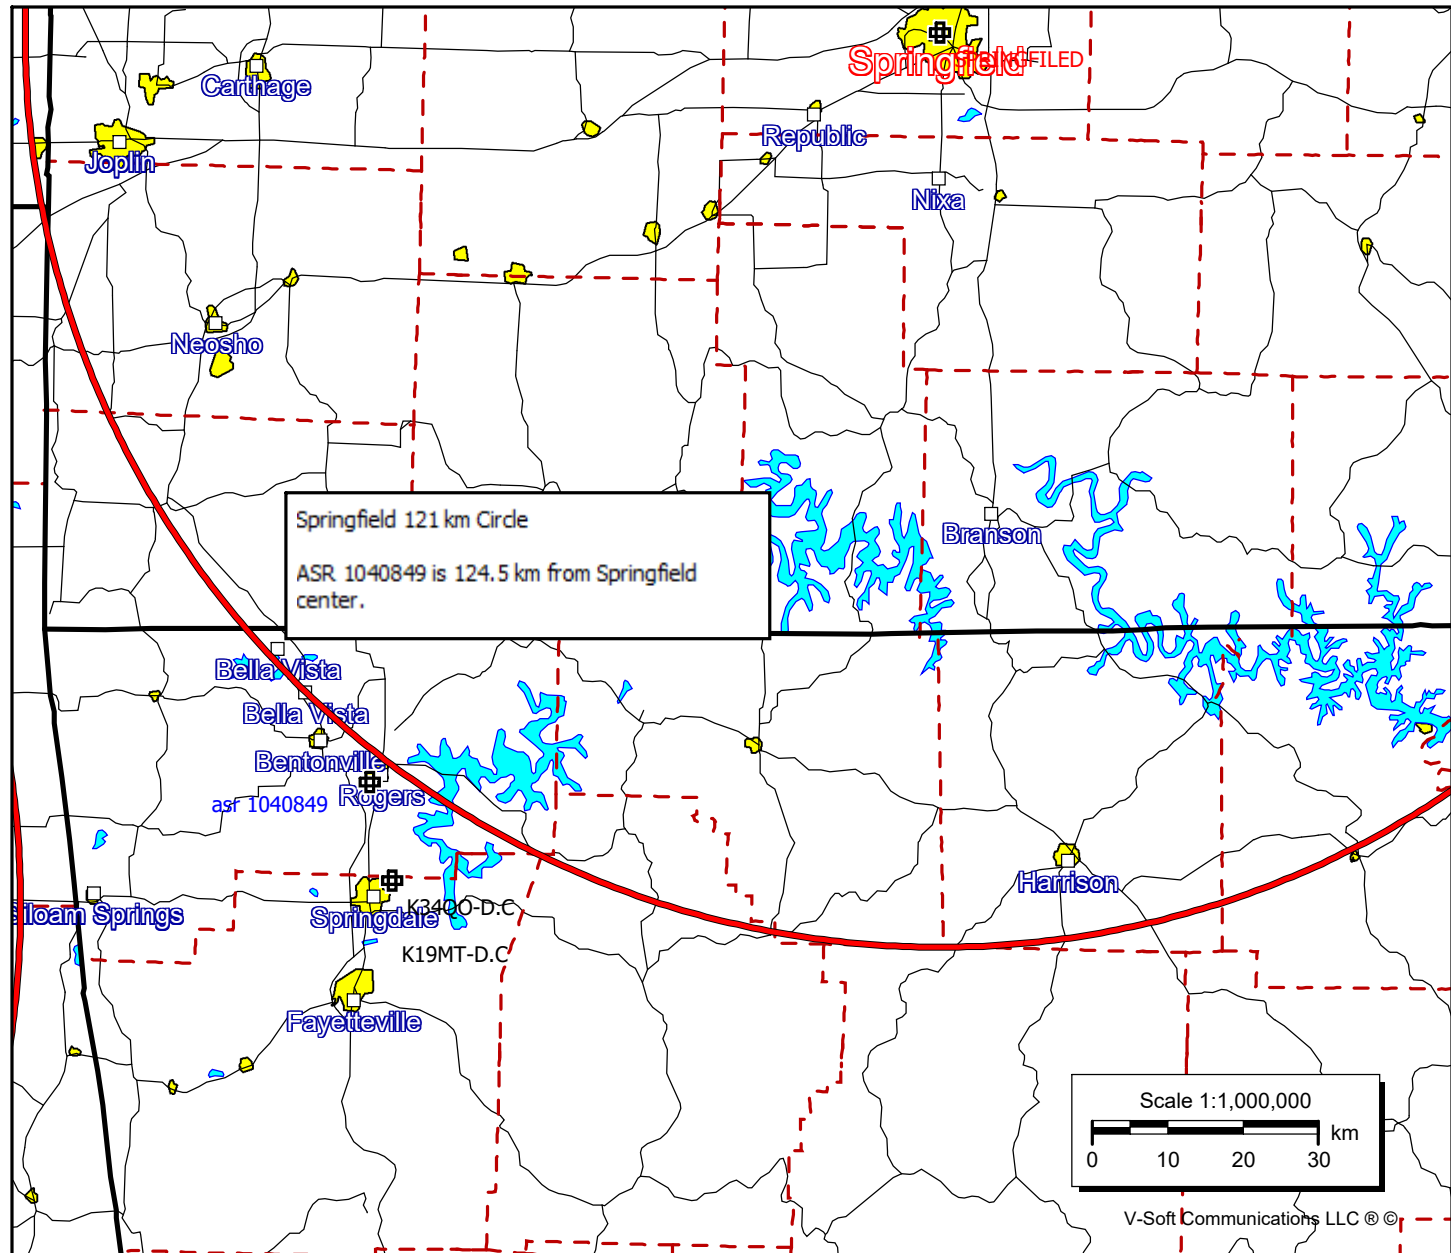 Springfield
SPRINGFILED
Carthage
Joplin
Republic
Nixa
Neosho
Springfield 121 km Circle
ASR 1040849 is 124.5 km from Springfield
center.
Branson
Bella Vista
Bella Vista
Bentonville
Rogers
asr 1040849
Harrison
Siloam Springs
Springdale
K34QO-D.C
K19MT-D.C
Fayetteville
Scale 1:1,000,000
km
0 10 20 30
V-Soft Communications LLC ® ©